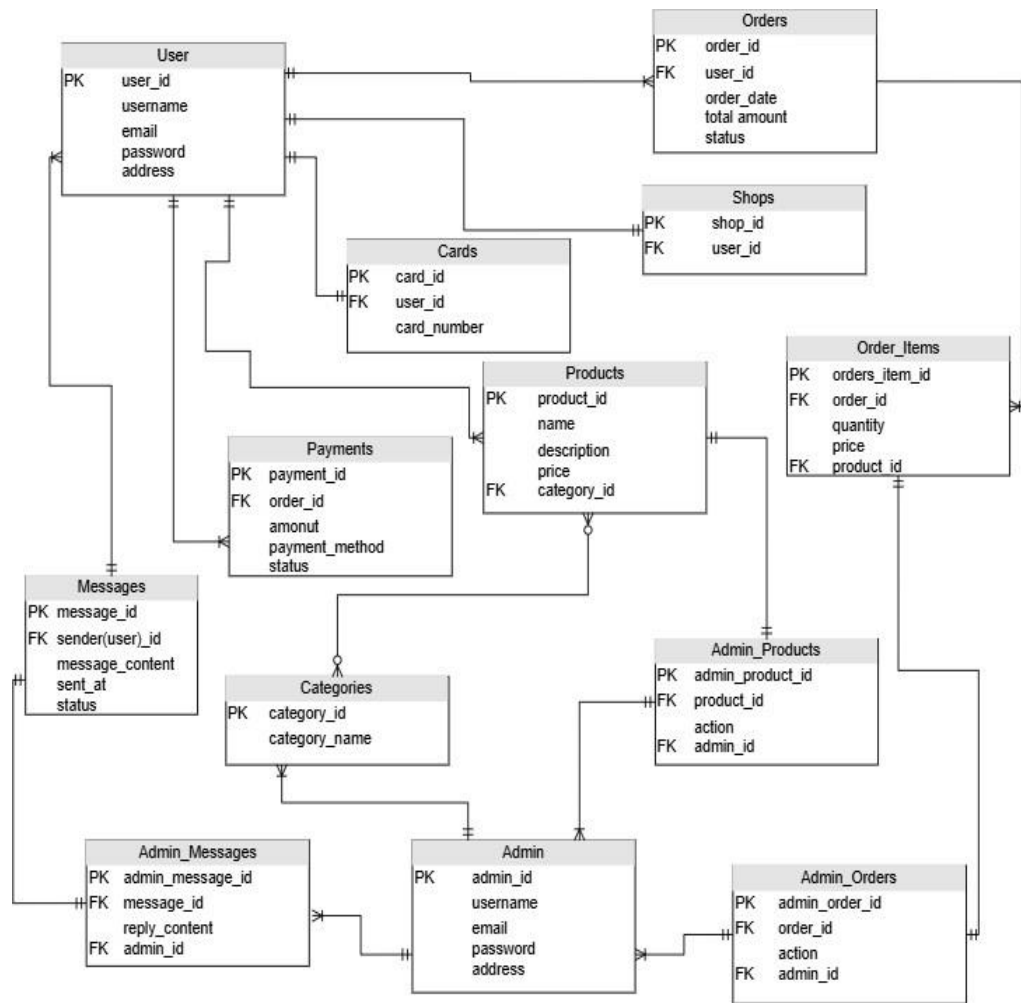 Orders
PK order_id
FK user_id
order_date
total amount
status
User
PK user_id
username
email
password
address
Shops
PK shop_id
FK user_id
Cards
PK card_id
FK user_id
card_number
Order_Items
PK orders_item_id
FK order_id
quantity
price
FK product_id
Products
PK product_id
name
description
price
FK category_id
Payments
PK payment_id
FK order_id
amonut
payment_method
status
Messages
PK message_id
FK sender(user)_id
message_content
sent_at
status
Admin_Products
PK admin_product_id
FK product_id
action
FK admin_id
Categories
PK category_id
category_name
Admin_Messages
PK admin_message_id
FK message_id
reply_content
FK admin_id
Admin
PK admin_id
username
email
password
address
Admin_Orders
PK admin_order_id
FK order_id
action
FK admin_id